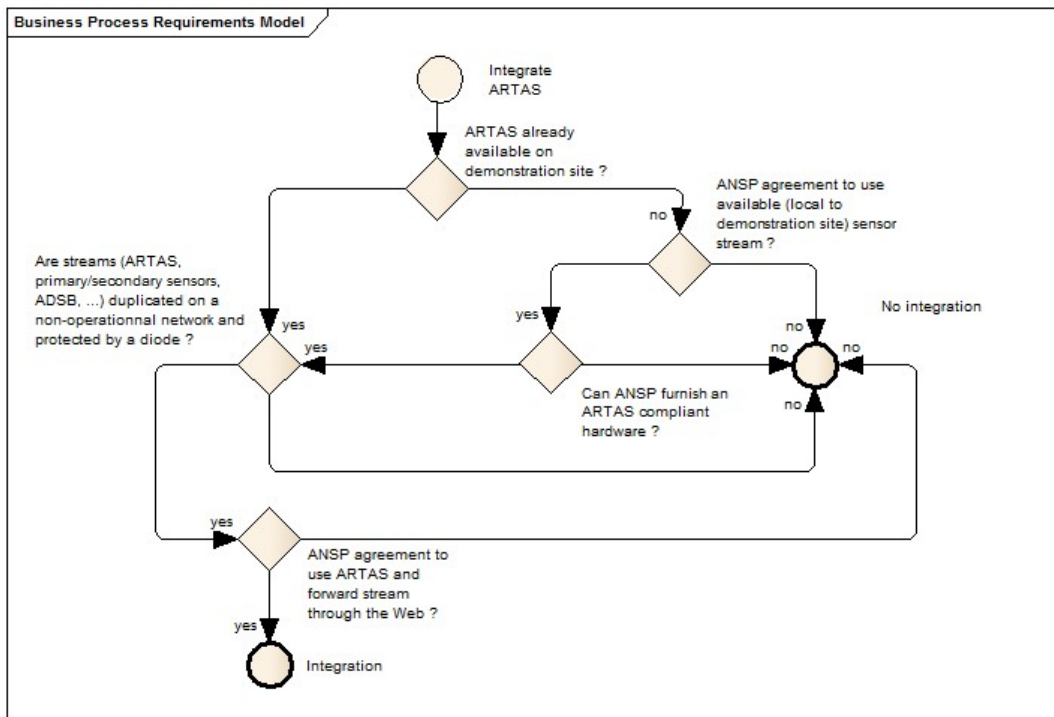 Business Process Requirements Model
Integrate
ARTAS
ARTAS already
available on
demonstration site ?
ANSP agreement to use
available (local to
demonstration site) sensor
stream ?
no
Are streams (ARTAS,
primary/secondary sensors,
ADSB, ...) duplicated on a
non-operationnal network and
protected by a diode ?
No integration
yes
yes
yes
no
no
no
no
Can ANSP furnish an
ARTAS compliant
hardware ?
yes
ANSP agreement to
use ARTAS and
forward stream
through the Web ?
yes
Integration